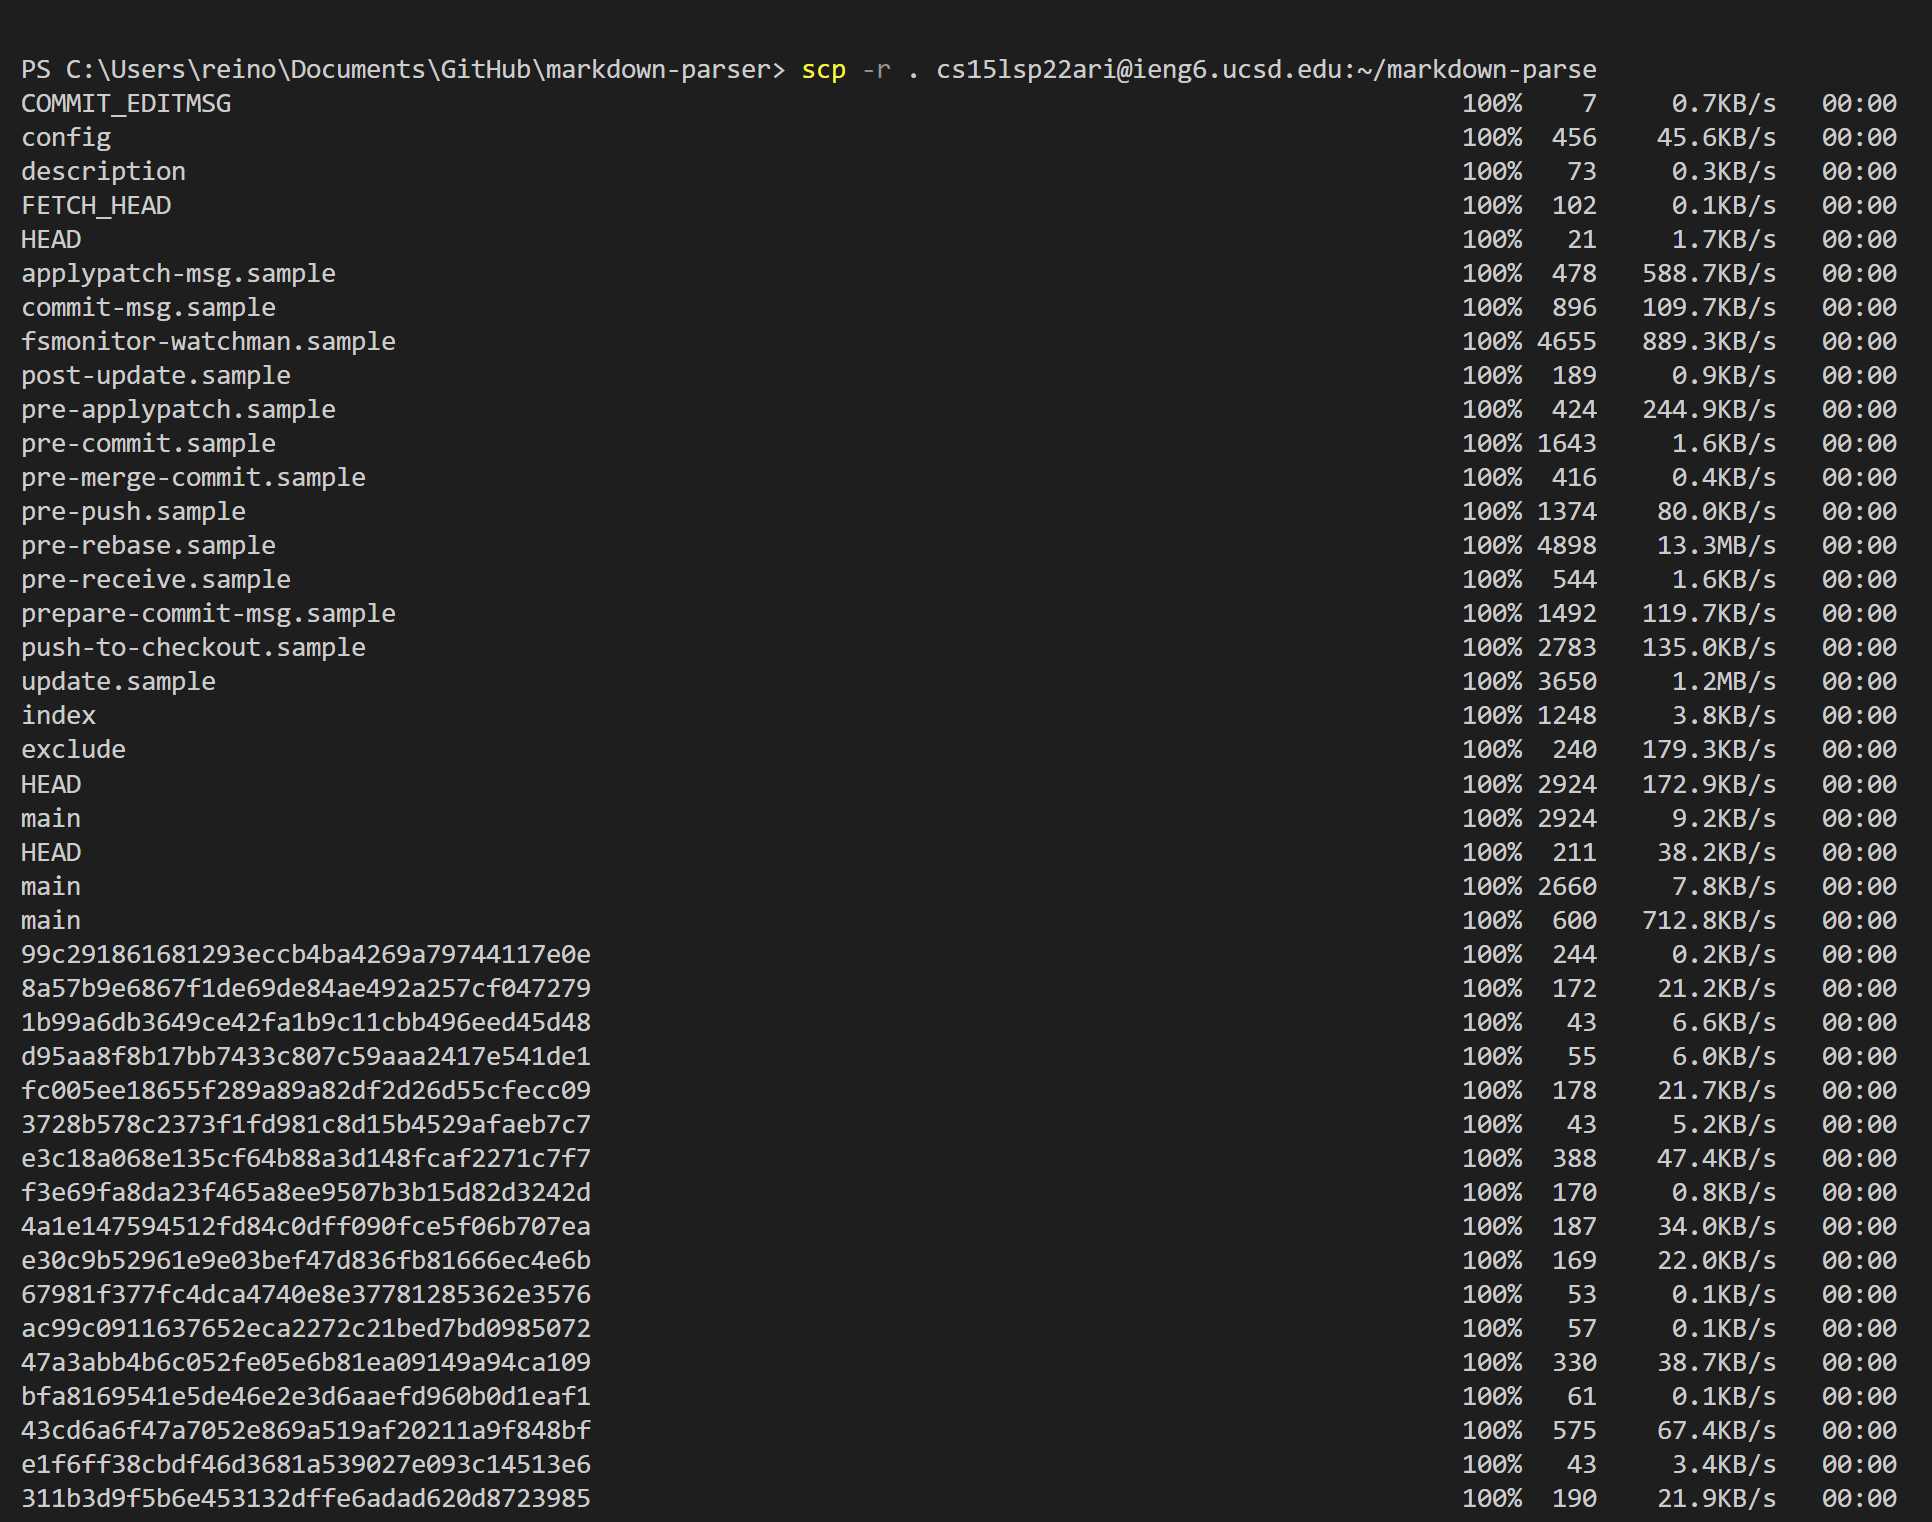 PS C:\Users\reino\Documents\GitHub\markdown-parser> scp -r . cs15lsp22ari@ieng6.ucsd.edu:~/markdown-parse
COMMIT_EDITMSG 100% 7 0.7KB/s 00:00
config 100% 456 45.6KB/s 00:00
description 100% 73 0.3KB/s 00:00
FETCH_HEAD 100% 102 0.1KB/s 00:00
HEAD 100% 21 1.7KB/s 00:00
applypatch-msg.sample 100% 478 588.7KB/s 00:00
commit-msg.sample 100% 896 109.7KB/s 00:00
fsmonitor-watchman.sample 100% 4655 889.3KB/s 00:00
post-update.sample 100% 189 0.9KB/s 00:00
pre-applypatch.sample 100% 424 244.9KB/s 00:00
pre-commit.sample 100% 1643 1.6KB/s 00:00
pre-merge-commit.sample 100% 416 0.4KB/s 00:00
pre-push.sample 100% 1374 80.0KB/s 00:00
pre-rebase.sample 100% 4898 13.3MB/s 00:00
pre-receive.sample 100% 544 1.6KB/s 00:00
prepare-commit-msg.sample 100% 1492 119.7KB/s 00:00
push-to-checkout.sample 100% 2783 135.0KB/s 00:00
update.sample 100% 3650 1.2MB/s 00:00
index 100% 1248 3.8KB/s 00:00
exclude 100% 240 179.3KB/s 00:00
HEAD 100% 2924 172.9KB/s 00:00
main 100% 2924 9.2KB/s 00:00
HEAD 100% 211 38.2KB/s 00:00
main 100% 2660 7.8KB/s 00:00
main 100% 600 712.8KB/s 00:00
99c291861681293eccb4ba4269a79744117e0e 100% 244 0.2KB/s 00:00
8a57b9e6867f1de69de84ae492a257cf047279 100% 172 21.2KB/s 00:00
1b99a6db3649ce42fa1b9c11cbb496eed45d48 100% 43 6.6KB/s 00:00
d95aa8f8b17bb7433c807c59aaa2417e541de1 100% 55 6.0KB/s 00:00
fc005ee18655f289a89a82df2d26d55cfecc09 100% 178 21.7KB/s 00:00
3728b578c2373f1fd981c8d15b4529afaeb7c7 100% 43 5.2KB/s 00:00
e3c18a068e135cf64b88a3d148fcaf2271c7f7 100% 388 47.4KB/s 00:00
f3e69fa8da23f465a8ee9507b3b15d82d3242d 100% 170 0.8KB/s 00:00
4a1e147594512fd84c0dff090fce5f06b707ea 100% 187 34.0KB/s 00:00
e30c9b52961e9e03bef47d836fb81666ec4e6b 100% 169 22.0KB/s 00:00
67981f377fc4dca4740e8e37781285362e3576 100% 53 0.1KB/s 00:00
ac99c0911637652eca2272c21bed7bd0985072 100% 57 0.1KB/s 00:00
47a3abb4b6c052fe05e6b81ea09149a94ca109 100% 330 38.7KB/s 00:00
bfa8169541e5de46e2e3d6aaefd960b0d1eaf1 100% 61 0.1KB/s 00:00
43cd6a6f47a7052e869a519af20211a9f848bf 100% 575 67.4KB/s 00:00
e1f6ff38cbdf46d3681a539027e093c14513e6 100% 43 3.4KB/s 00:00
311b3d9f5b6e453132dffe6adad620d8723985 100% 190 21.9KB/s 00:00